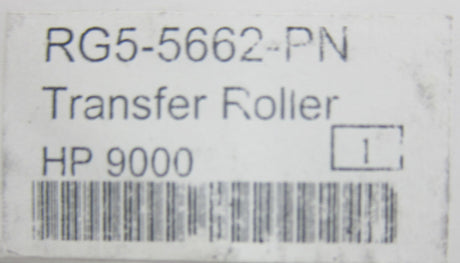 RG5-5662-PN
Transfer Roller
HP 9000
1